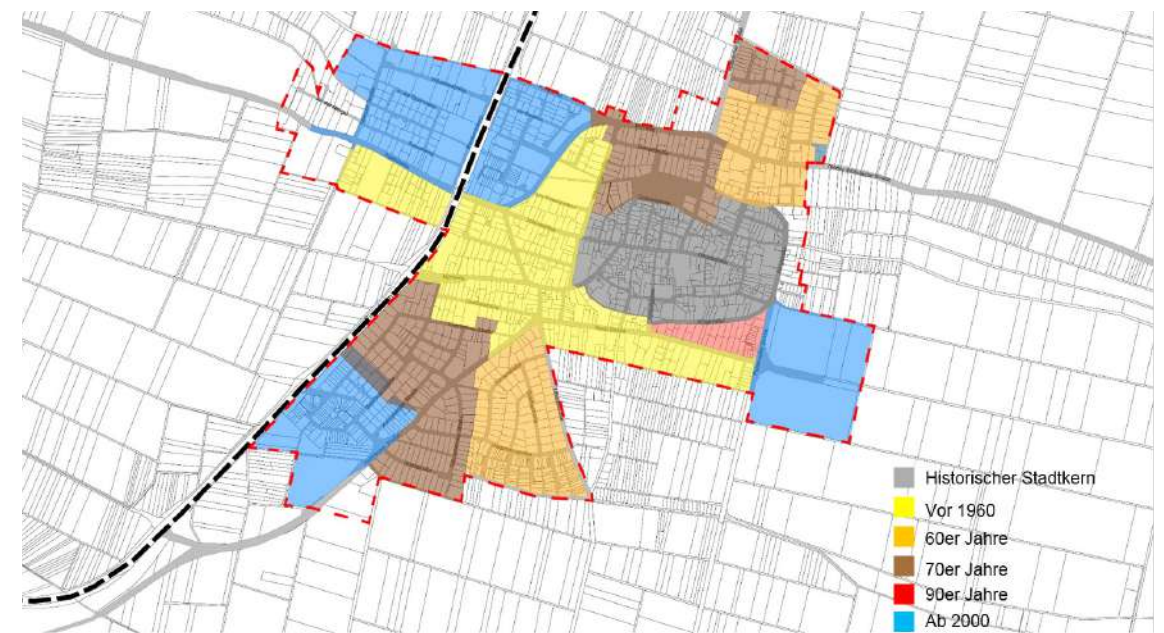 Historischer Stadtkern
Vor 1960
60er Jahre
70er Jahre
90er Jahre
Ab 2000